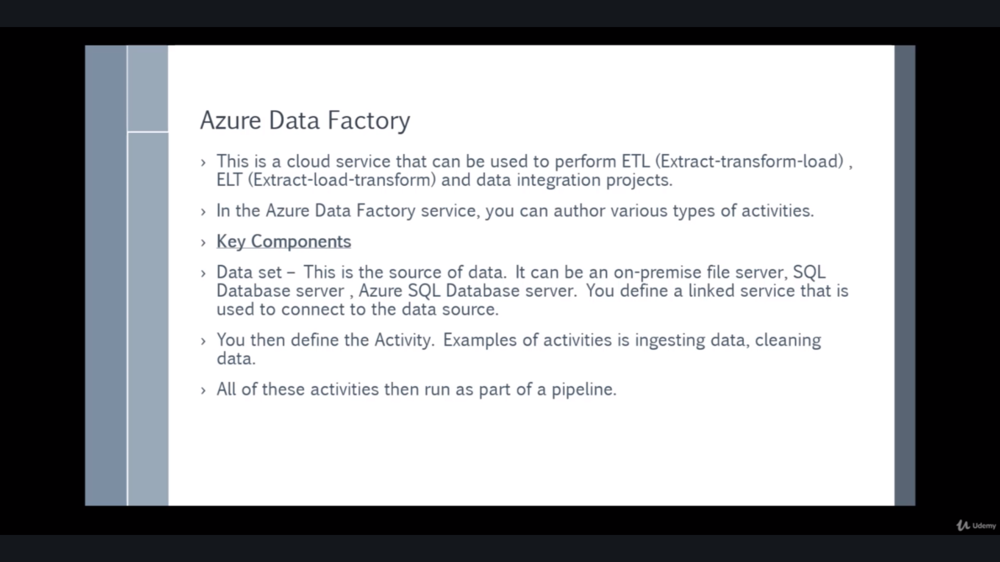 Azure Data Factory
› This is a cloud service that can be used to perform ETL (Extract-transform-load) ,
ELT (Extract-load-transform) and data integration projects.
› In the Azure Data Factory service, you can author various types of activities.
› Key Components
› Data set – This is the source of data. It can be an on-premise file server, SQL
Database server , Azure SQL Database server. You define a linked service that is
used to connect to the data source.
› You then define the Activity. Examples of activities is ingesting data, cleaning
data.
› All of these activities then run as part of a pipeline.
Udemy